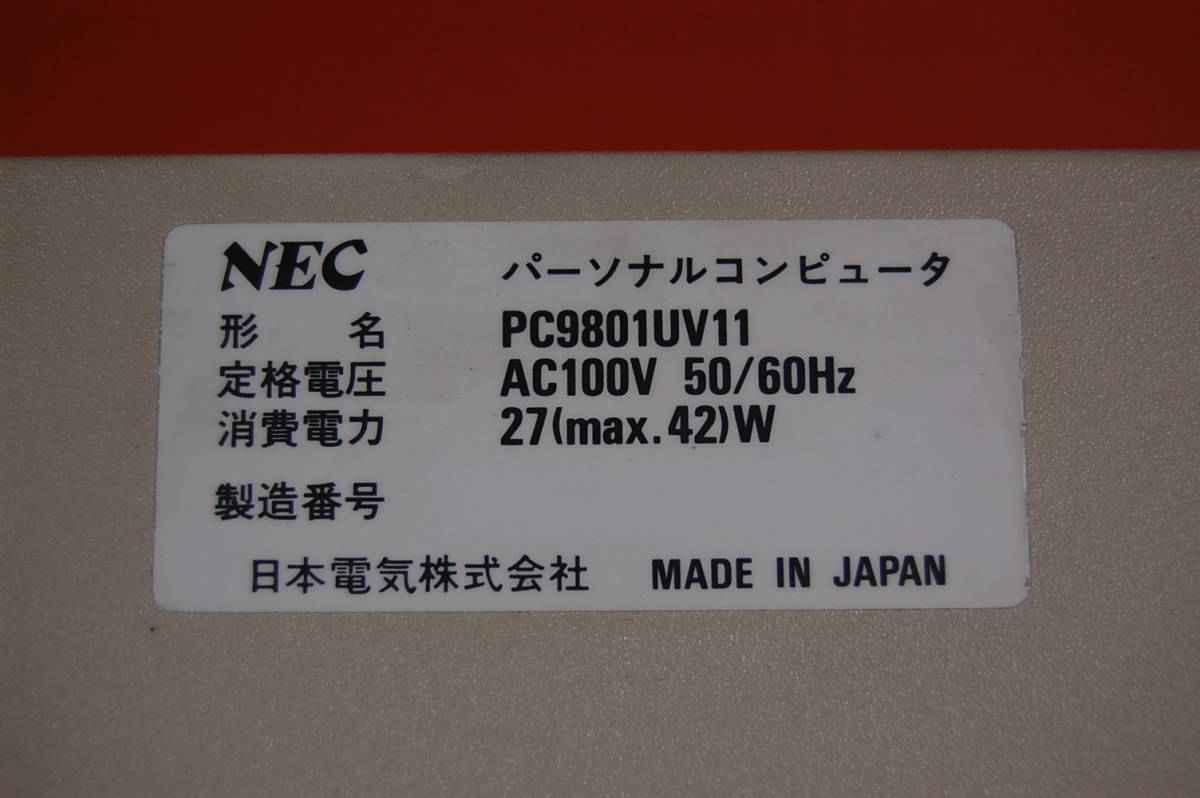 NEC パーソナルコンピュータ
形名 PC9801UV11
定格電圧 AC100V 50/60Hz
消費電力 27(max.42)W
製造番号
日本電気株式会社 MADE IN JAPAN